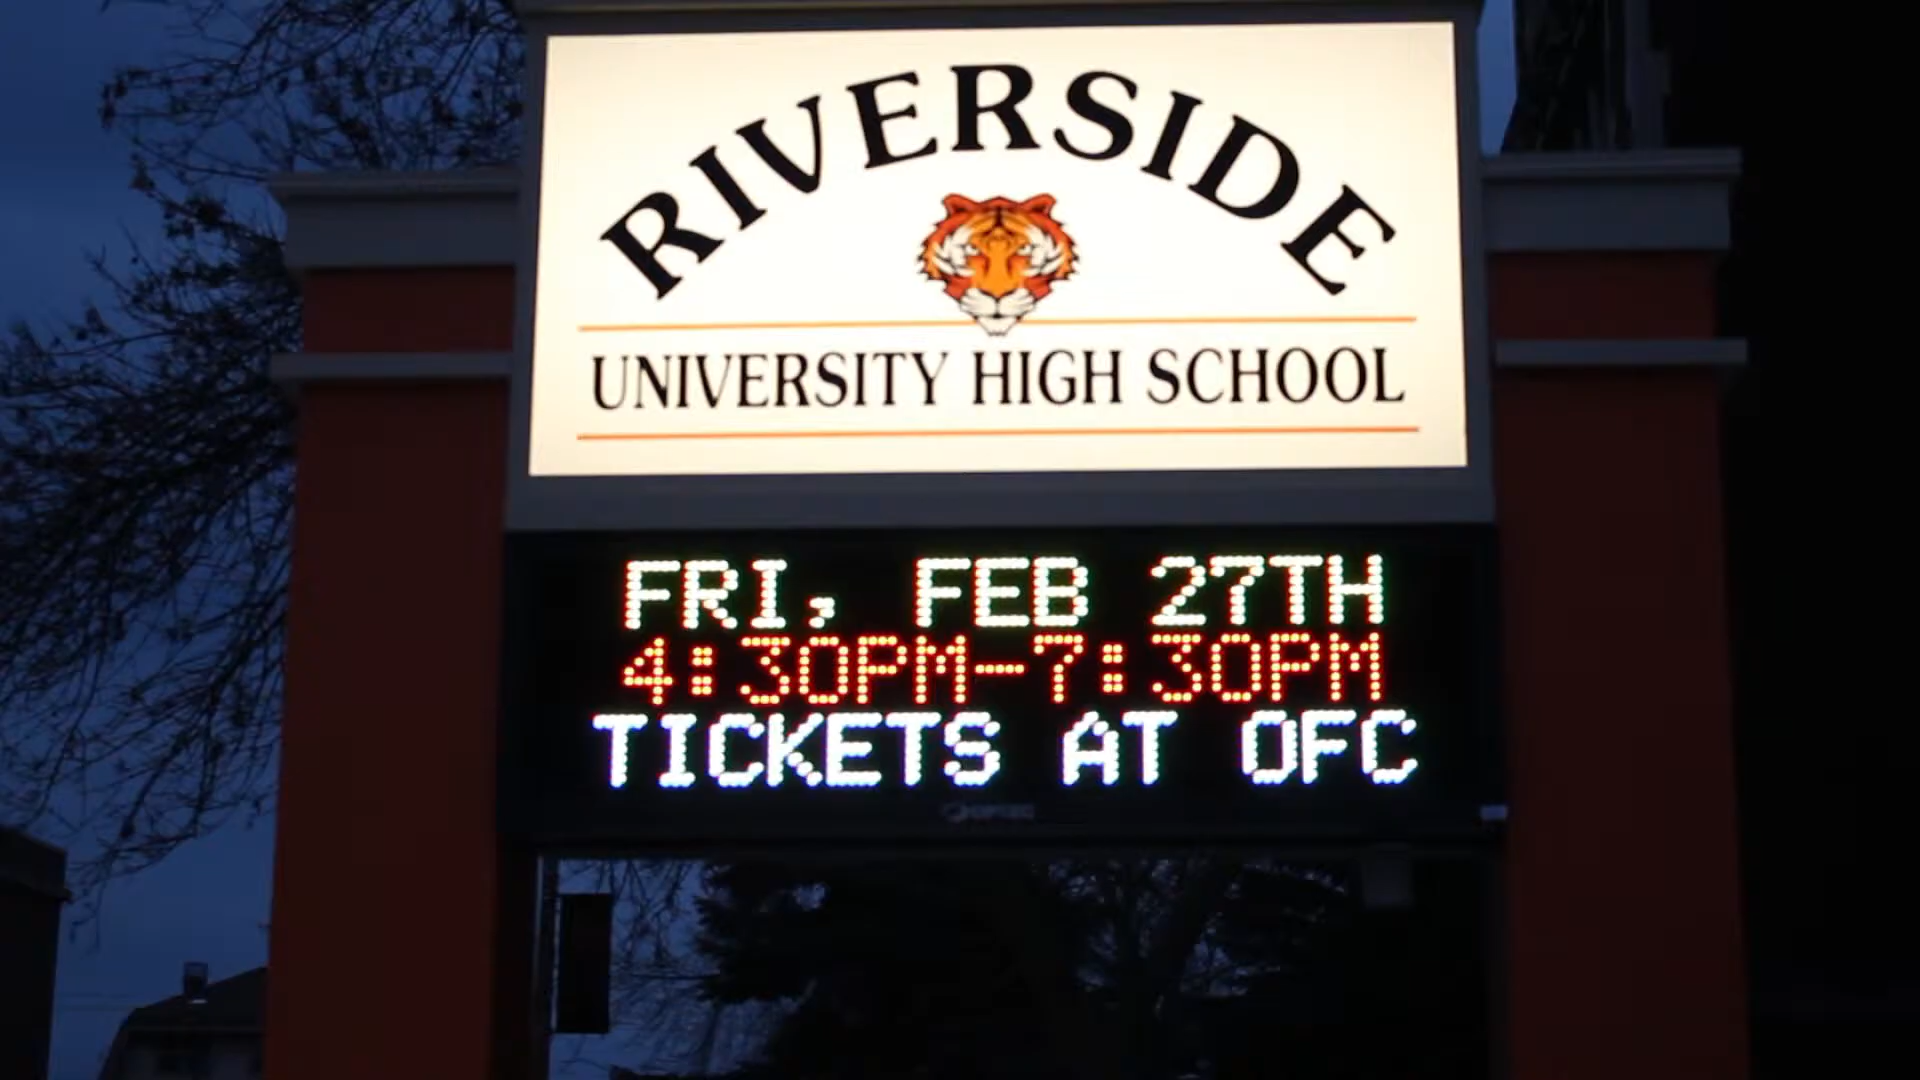 RIVERSIDE
UNIVERSITY HIGH SCHOOL
FRI, FEB 27TH
4:30PM-7:30PM
TICKETS AT OFC